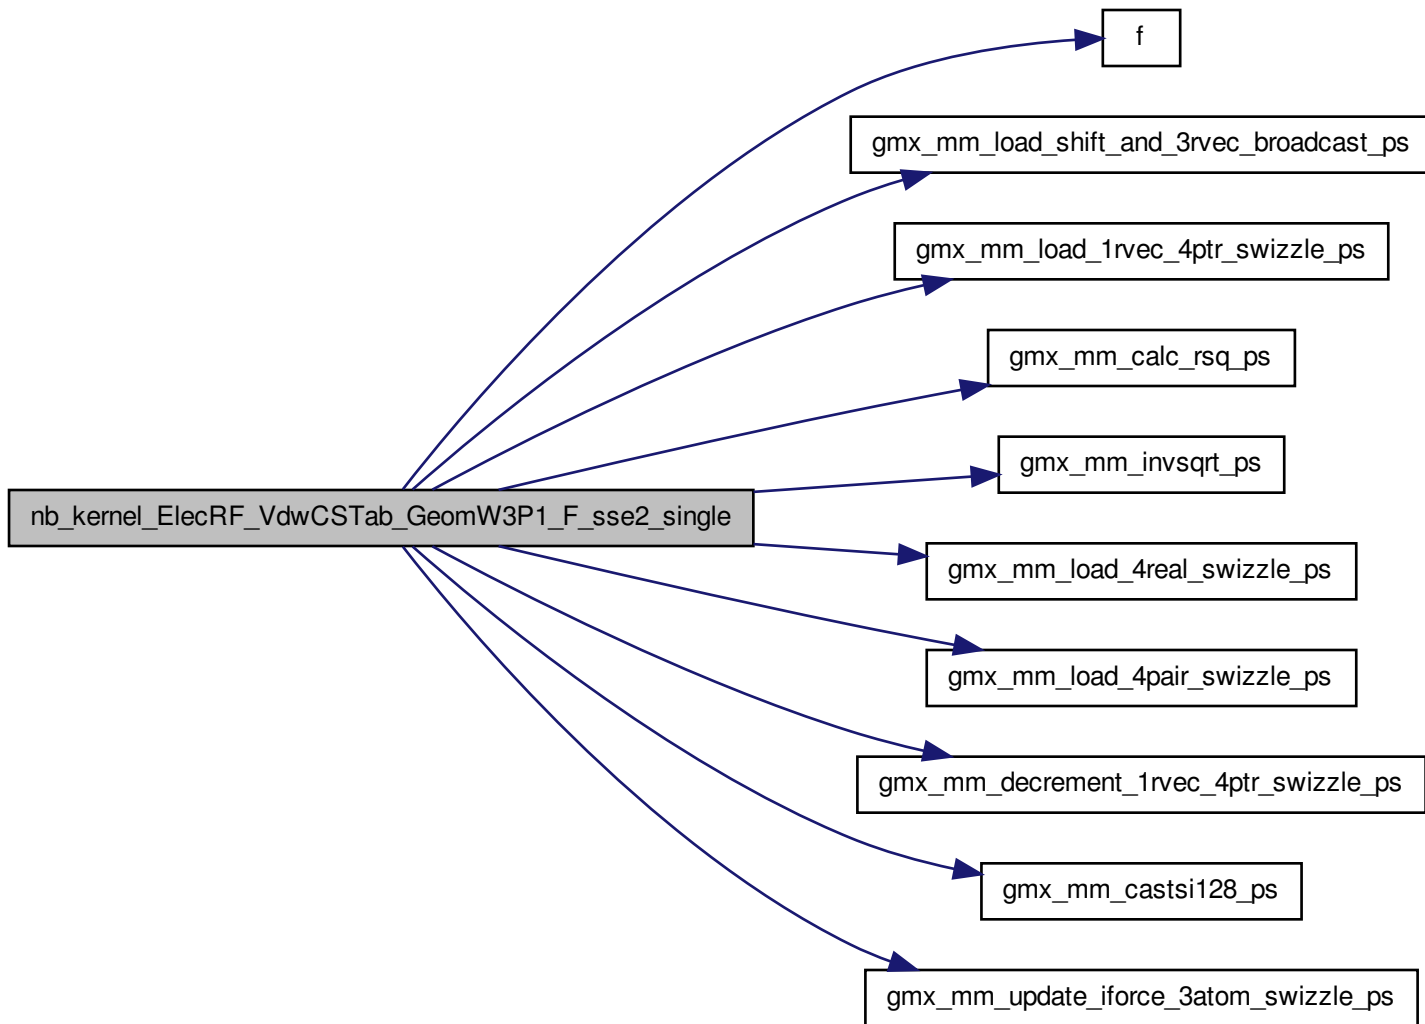 f
gmx_mm_load_shift_and_3rvec_broadcast_ps
gmx_mm_load_1rvec_4ptr_swizzle_ps
gmx_mm_calc_rsq_ps
gmx_mm_invsqrt_ps
nb_kernel_ElecRF_VdwCSTab_GeomW3P1_F_sse2_single
gmx_mm_load_4real_swizzle_ps
gmx_mm_load_4pair_swizzle_ps
gmx_mm_decrement_1rvec_4ptr_swizzle_ps
gmx_mm_castsi128_ps
gmx_mm_update_iforce_3atom_swizzle_ps